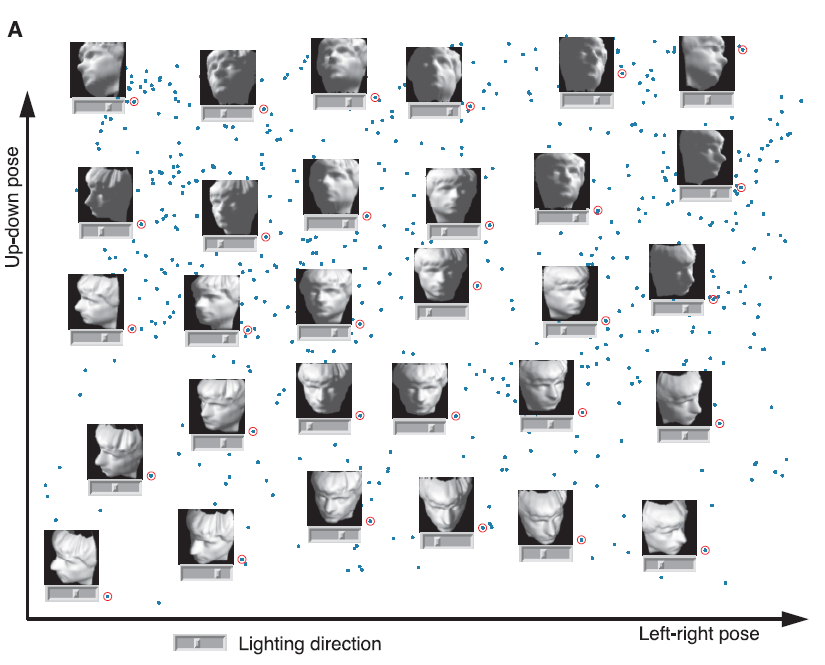 A
Up-down pose
Lighting direction
Left-right pose